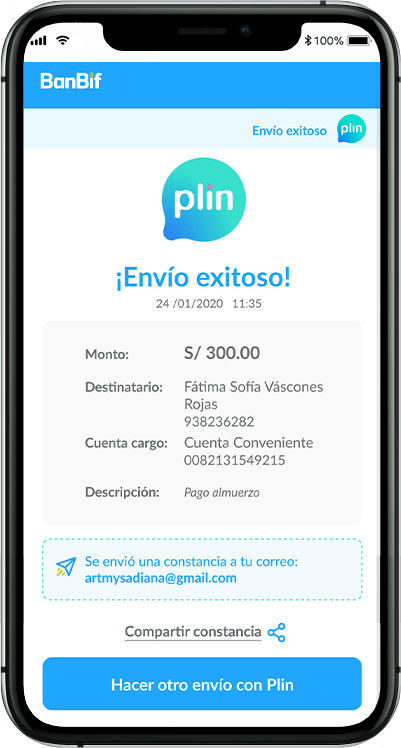 100%
BanBif
Envío exitoso plin
plin
¡Envío exitoso!
24 /01/2020 11:35
Monto: S/ 300.00
Destinatario: Fátima Sofía Váscones
Rojas
938236282
Cuenta cargo: Cuenta Conveniente
0082131549215
Descripción: Pago almuerzo
Se envió una constancia a tu correo:
artmysadiana@gmail.com
Compartir constancia
Hacer otro envío con Plin